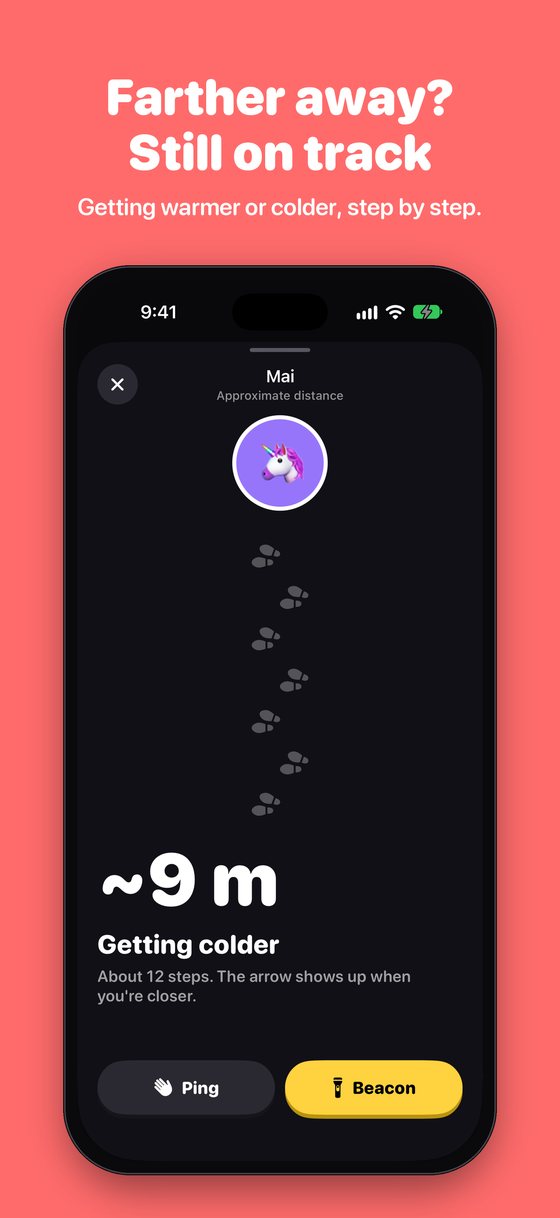 Farther away?
Still on track
Getting warmer or colder, step by step.
9:41
Mai
Approximate distance
~9 m
Getting colder
About 12 steps. The arrow shows up when
you're closer.
Ping
Beacon